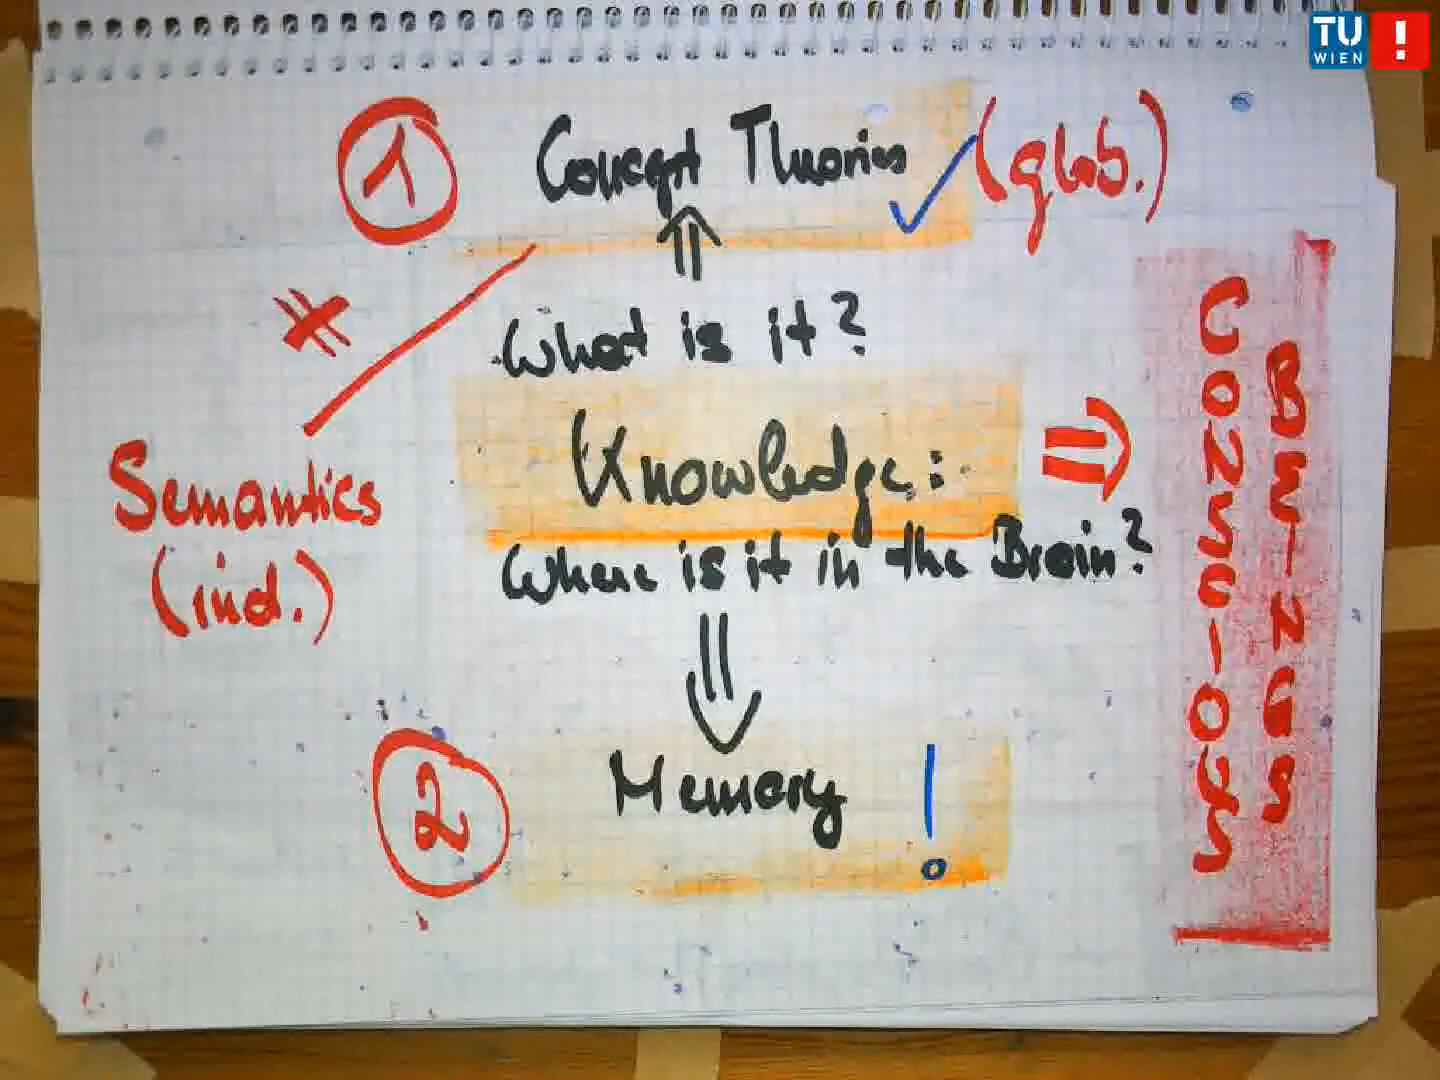 TU
WIEN
!
1
Concept Theories
(glob.)
≠
What is it?
Knowledge:
⇒
Semantics
(ind.)
Where is it in the Brain?
2
Memory
!
CONSCIOUS
BEINGS